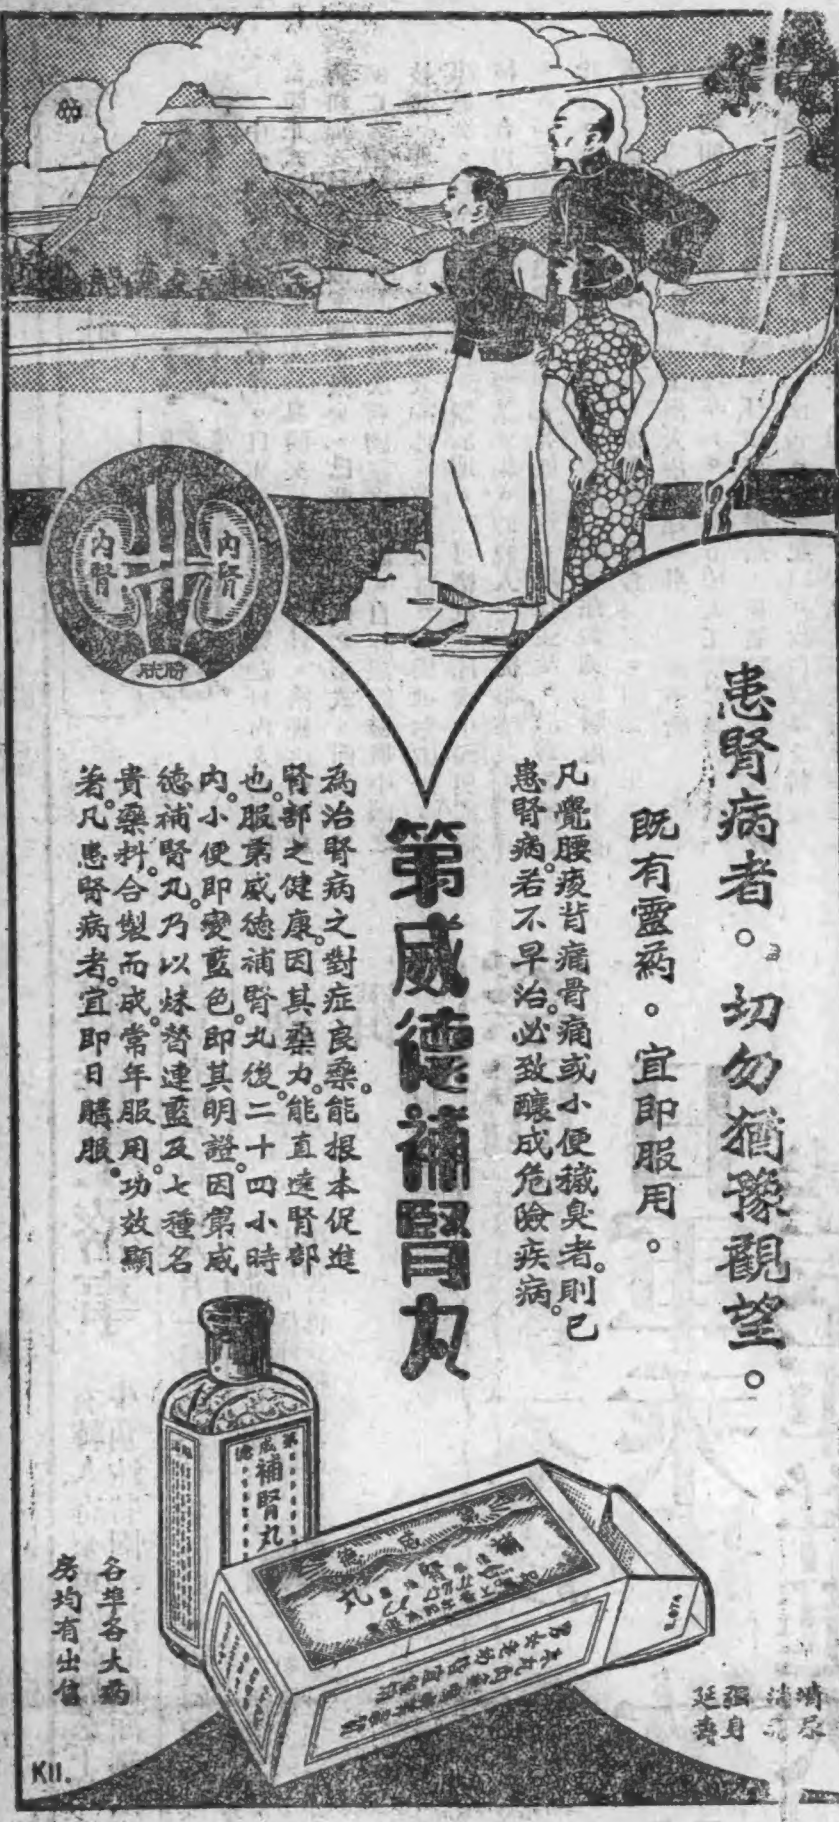 患腎病者。切勿猶豫觀望。
既有靈药。宜即服用。
凡覺腰痠背痛骨痛或小便穢臭者。則已
患腎病。若不早治。必致釀成危險疾病。
第威德補腎丸
為治腎病之對症良藥。能根本促進
腎部之健康。因其藥力。能直達腎部
也。服第威德補腎丸後。二十四小時
內。小便即變藍色。即其明證。因第威
德補腎丸。乃以妹替連藍及七種名
貴藥料。合製而成。常年服用。功效顯
著。凡患腎病者。宜即日購服。
內腎
內腎
膀胱
第威德
補腎丸
各埠各大药
房均有出售
清尿
強身
延壽
K11.